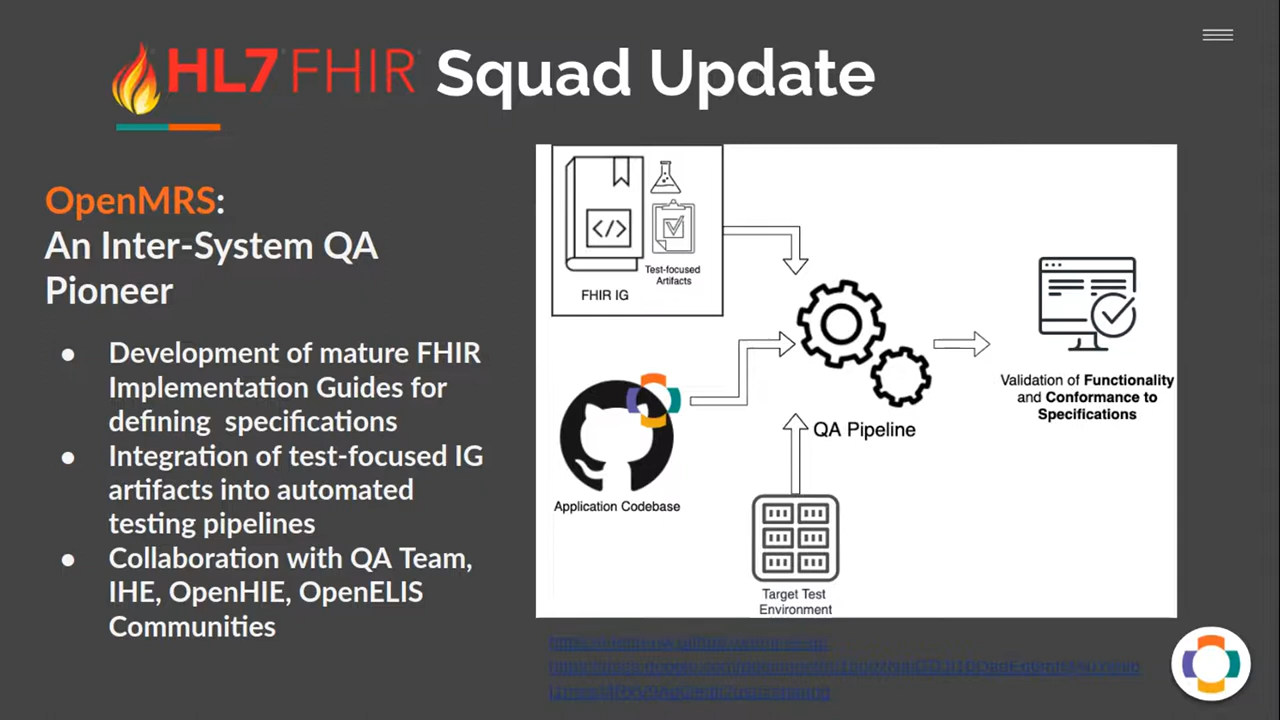 HL7 FHIR Squad Update
OpenMRS:
An Inter-System QA
Pioneer
● Development of mature FHIR
Implementation Guides for
defining specifications
● Integration of test-focused IG
artifacts into automated
testing pipelines
● Collaboration with QA Team,
IHE, OpenHIE, OpenELIS
Communities
</>
Test-focused
Artifacts
FHIR IG
Application Codebase
QA Pipeline
Target Test
Environment
Validation of Functionality
and Conformance to
Specifications